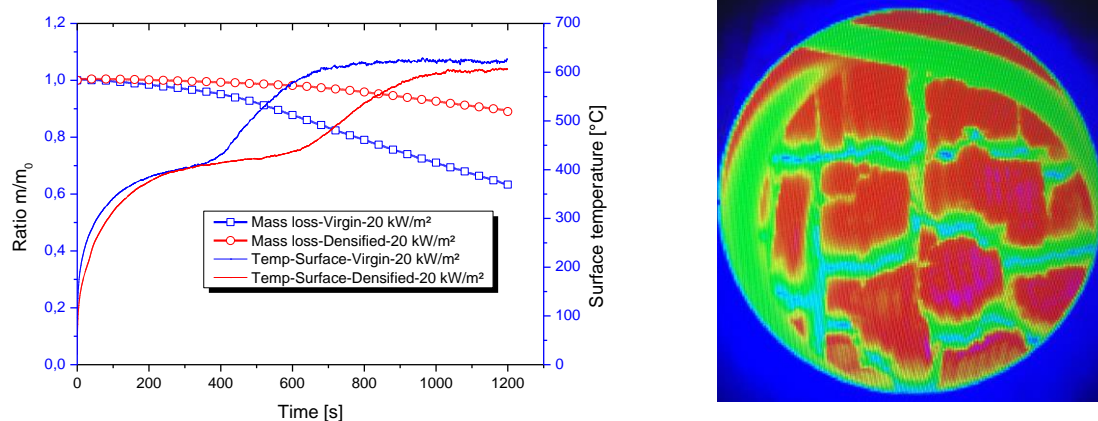 1,2
1,0
0,8
0,6
0,4
0,2
0,0
Ratio m/m₀
700
600
500
400
300
200
100
0
Surface temperature [°C]
Mass loss-Virgin-20 kW/m²
Mass loss-Densified-20 kW/m²
Temp-Surface-Virgin-20 kW/m²
Temp-Surface-Densified-20 kW/m²
0 200 400 600 800 1000 1200
Time [s]